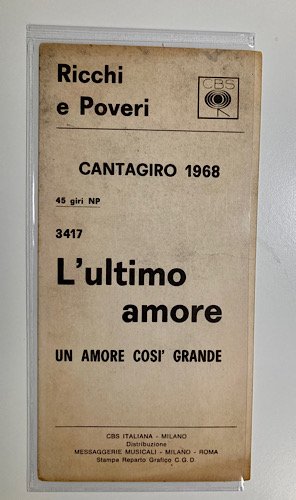 Ricchi
e Poveri
CBS
CANTAGIRO 1968
45 giri NP
3417
L'ultimo
amore
UN AMORE COSI' GRANDE
CBS ITALIANA - MILANO
Distribuzione
MESSAGGERIE MUSICALI - MILANO - ROMA
Stampe Reparto Grafico C.G.D.